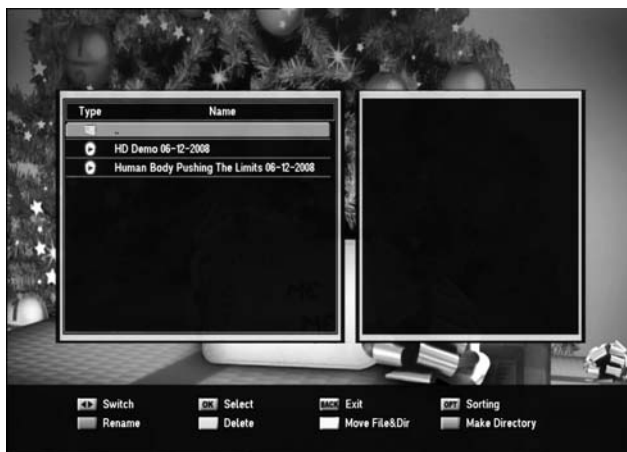 Type Name
..
HD Demo 06-12-2008
Human Body Pushing The Limits 06-12-2008
Switch OK Select BACK Exit OPT Sorting
Rename Delete Move File&Dir Make Directory